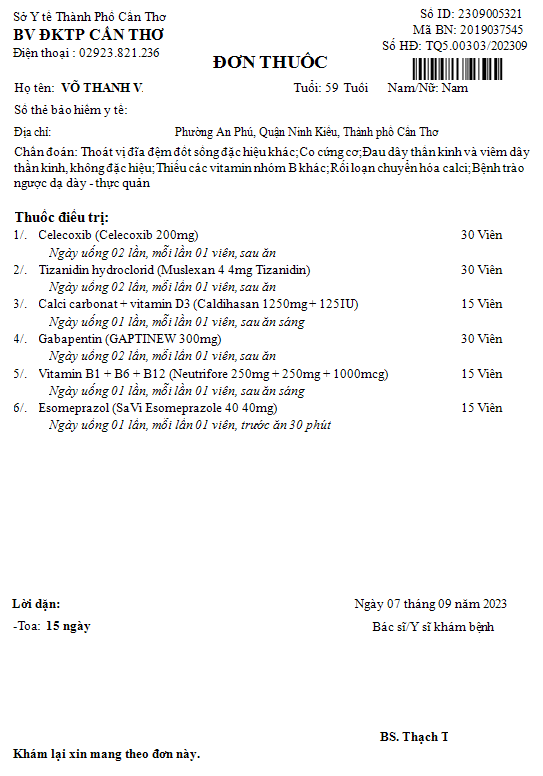 Sở Y tế Thành Phố Cần Thơ
BV ĐKTP CẦN THƠ
Điện thoại : 02923.821.236
Số ID: 2309005321
Mã BN: 2019037545
Số HĐ: TQ5.00303/202309
ĐƠN THUỐC
Họ tên: VÕ THANH V. Tuổi: 59 Tuổi Nam/Nữ: Nam
Số thẻ bảo hiểm y tế:
Địa chỉ: Phường An Phú, Quận Ninh Kiều, Thành phố Cần Thơ
Chẩn đoán: Thoát vị đĩa đệm đốt sống đặc hiệu khác;Co cứng cơ;Đau dây thần kinh và viêm dây
thần kinh, không đặc hiệu;Thiếu các vitamin nhóm B khác;Rối loạn chuyển hóa calci;Bệnh trào
ngược dạ dày - thực quản
Thuốc điều trị:
1/. Celecoxib (Celecoxib 200mg) 30 Viên
Ngày uống 02 lần, mỗi lần 01 viên, sau ăn
2/. Tizanidin hydroclorid (Muslexan 4 4mg Tizanidin) 30 Viên
Ngày uống 02 lần, mỗi lần 01 viên, sau ăn
3/. Calci carbonat + vitamin D3 (Caldihasan 1250mg + 125IU) 15 Viên
Ngày uống 01 lần, mỗi lần 01 viên, sau ăn sáng
4/. Gabapentin (GAPTINEW 300mg) 30 Viên
Ngày uống 02 lần, mỗi lần 01 viên, sau ăn
5/. Vitamin B1 + B6 + B12 (Neutrifore 250mg + 250mg + 1000mcg) 15 Viên
Ngày uống 01 lần, mỗi lần 01 viên, sau ăn sáng
6/. Esomeprazol (SaVi Esomeprazole 40 40mg) 15 Viên
Ngày uống 01 lần, mỗi lần 01 viên, trước ăn 30 phút
Lời dặn:
-Toa: 15 ngày
Ngày 07 tháng 09 năm 2023
Bác sĩ/Y sĩ khám bệnh
BS. Thạch T
Khám lại xin mang theo đơn này.